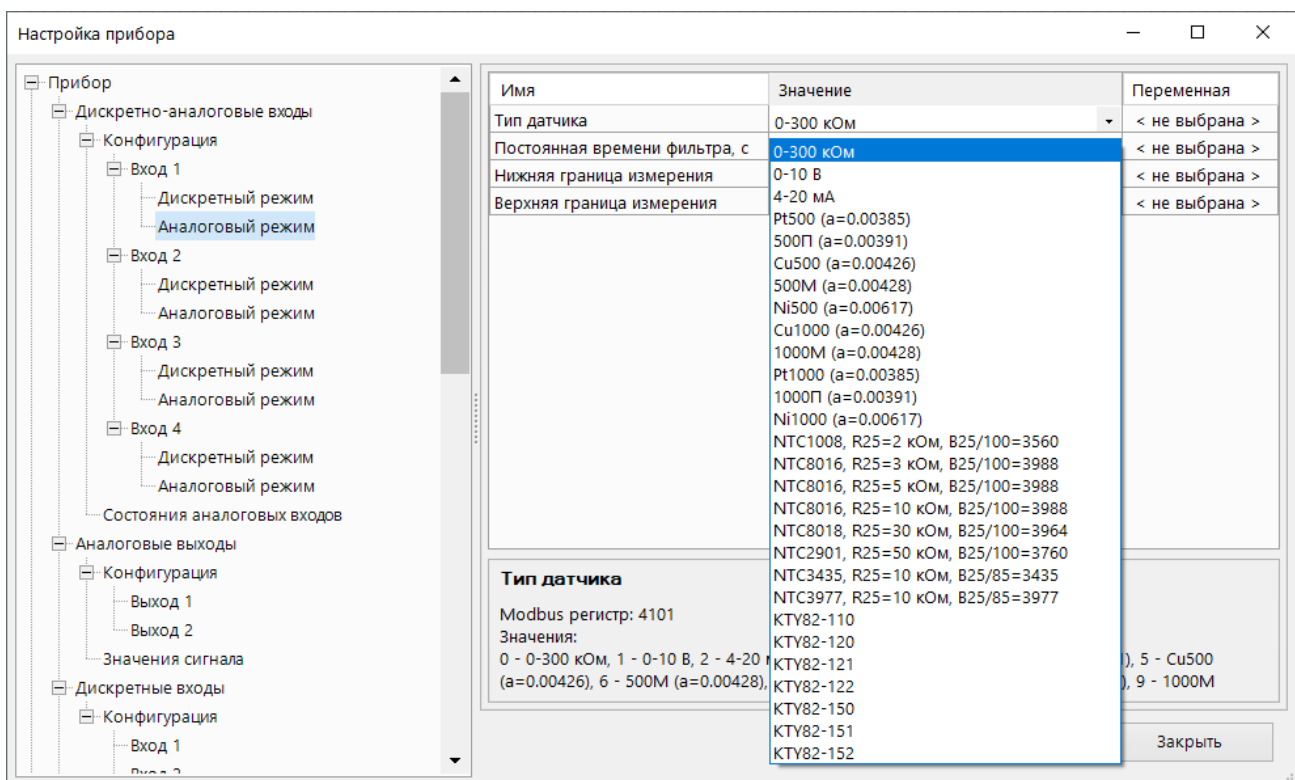 Настройка прибора
Прибор
Дискретно-аналоговые входы
Конфигурация
Вход 1
Дискретный режим
Аналоговый режим
Вход 2
Дискретный режим
Аналоговый режим
Вход 3
Дискретный режим
Аналоговый режим
Вход 4
Дискретный режим
Аналоговый режим
Состояния аналоговых входов
Аналоговые выходы
Конфигурация
Выход 1
Выход 2
Значения сигнала
Дискретные входы
Конфигурация
Вход 1
Имя Значение Переменная
Тип датчика 0-300 кОм < не выбрана >
Постоянная времени фильтра, с < не выбрана >
Нижняя граница измерения < не выбрана >
Верхняя граница измерения < не выбрана >
0-300 кОм
0-10 В
4-20 мА
Pt500 (a=0.00385)
500П (a=0.00391)
Cu500 (a=0.00426)
500М (a=0.00428)
Ni500 (a=0.00617)
Cu1000 (a=0.00426)
1000М (a=0.00428)
Pt1000 (a=0.00385)
1000П (a=0.00391)
Ni1000 (a=0.00617)
NTC1008, R25=2 кОм, B25/100=3560
NTC8016, R25=3 кОм, B25/100=3988
NTC8016, R25=5 кОм, B25/100=3988
NTC8016, R25=10 кОм, B25/100=3988
NTC8018, R25=30 кОм, B25/100=3964
NTC2901, R25=50 кОм, B25/100=3760
NTC3435, R25=10 кОм, B25/85=3435
NTC3977, R25=10 кОм, B25/85=3977
KTY82-110
KTY82-120
KTY82-121
KTY82-122
KTY82-150
KTY82-151
KTY82-152
Тип датчика
Modbus регистр: 4101
Значения:
0 - 0-300 кОм, 1 - 0-10 В, 2 - 4-20 ), 5 - Cu500
(a=0.00426), 6 - 500М (a=0.00428), ), 9 - 1000М
Закрыть